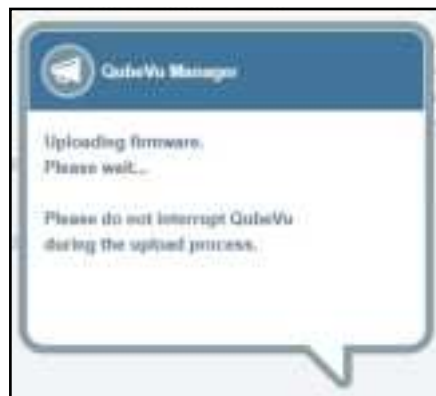 QubeVu Manager
Uploading firmware.
Please wait...
Please do not interrupt QubeVu
during the upload process.